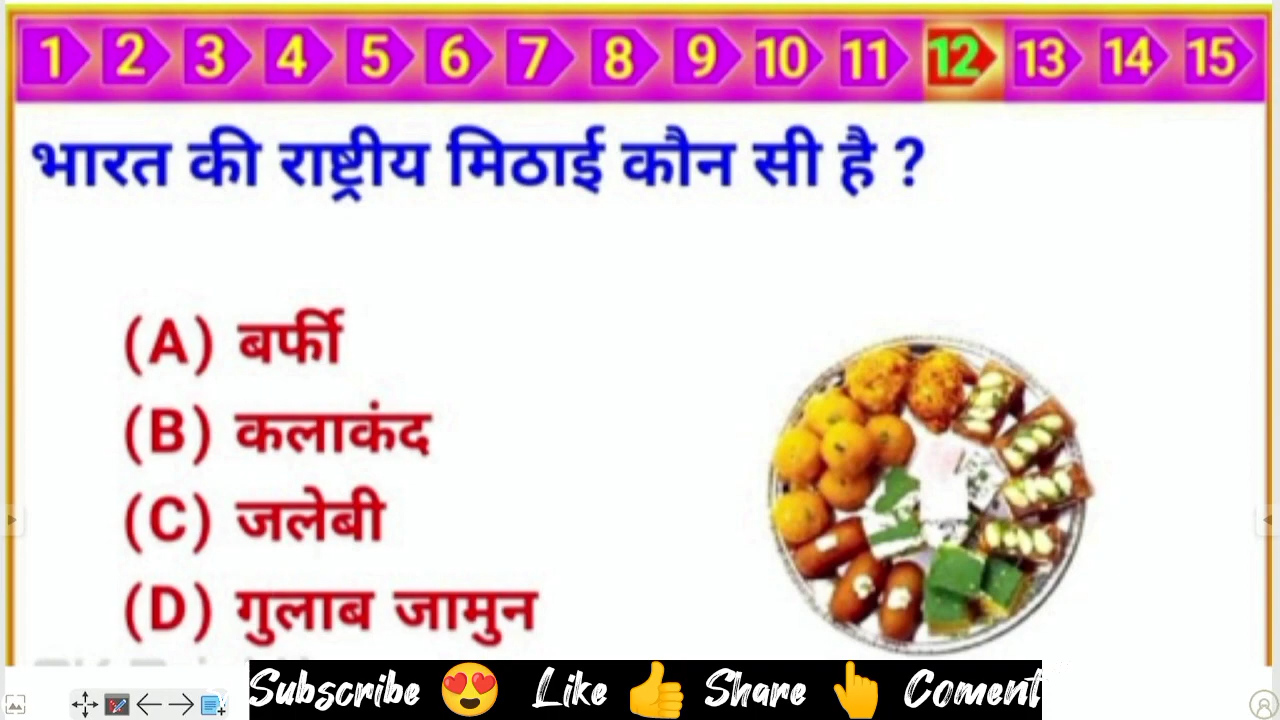 1 2 3 4 5 6 7 8 9 10 11 12 13 14 15
भारत की राष्ट्रीय मिठाई कौन सी है ?
(A) बर्फी
(B) कलाकंद
(C) जलेबी
(D) गुलाब जामुन
Subscribe 😍 Like 👍 Share 👆 Coment